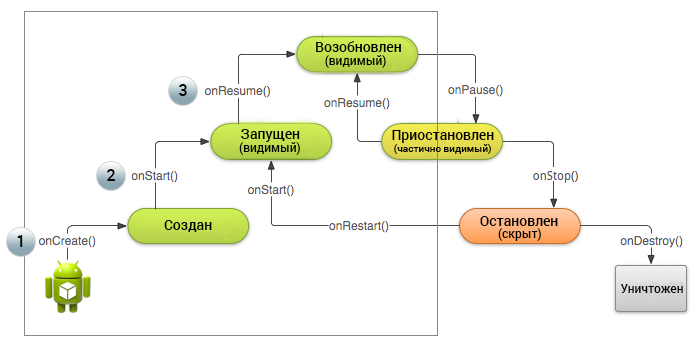 Возобновлен
(видимый)
3
onResume()
onResume()
onPause()
Запущен
(видимый)
Приостановлен
(частично видимый)
2
onStart()
onStart()
onStop()
1
onCreate()
Создан
onRestart()
Остановлен
(скрыт)
onDestroy()
Уничтожен